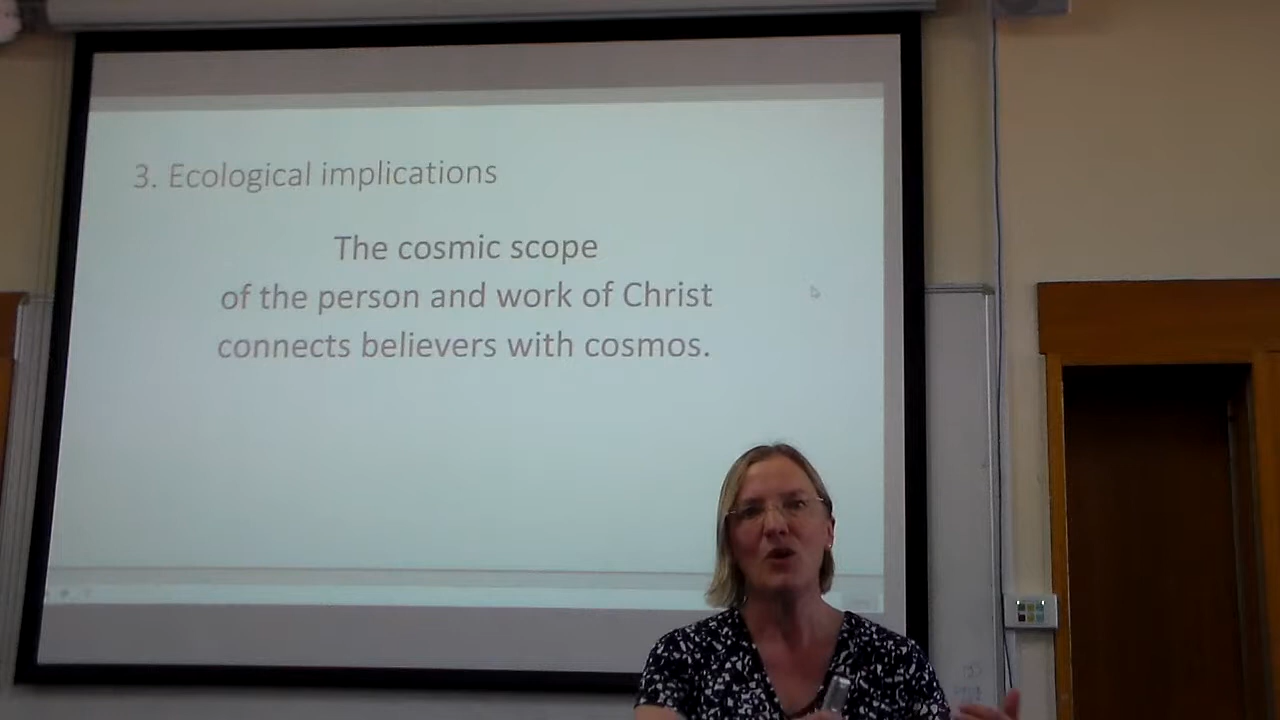 3. Ecological implications
The cosmic scope
of the person and work of Christ
connects believers with cosmos.